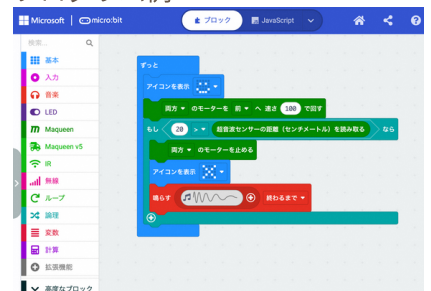 Microsoft micro:bit ブロック JavaScript
検索...
基本
入力
音楽
LED
Maqueen
Maqueen v5
IR
無線
ループ
論理
変数
計算
拡張機能
高度なブロック
ずっと
アイコンを表示
両方 のモーターを 前 へ 速さ 100 で回す
もし 20 > 超音波センサーの距離 (センチメートル) を読み取る なら
両方 のモーターを止める
アイコンを表示
鳴らす 終わるまで